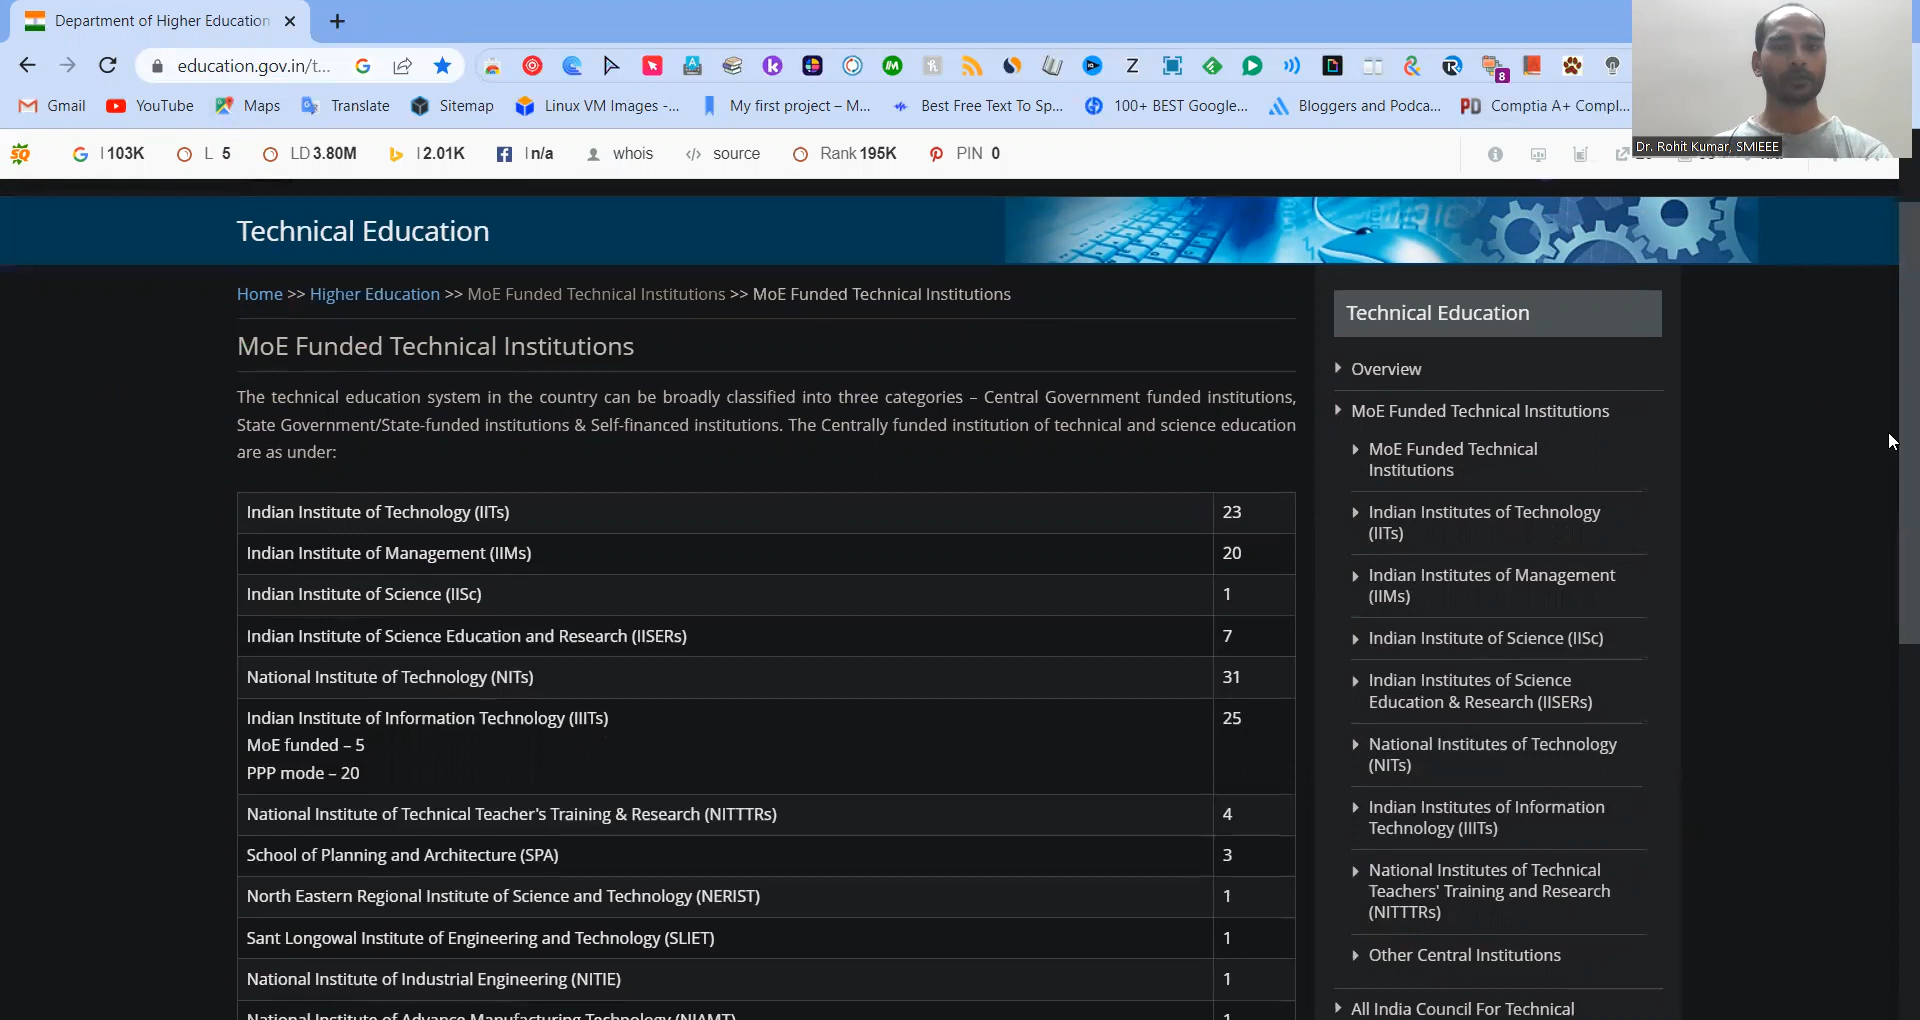 Department of Higher Education
education.gov.in/t...
8
Gmail
YouTube
Maps
Translate
Sitemap
Linux VM Images -...
My first project – M...
Best Free Text To Sp...
100+ BEST Google...
Bloggers and Podca...
Comptia A+ Compl...
I 103K
L 5
LD 3.80M
I 2.01K
I n/a
whois
source
Rank 195K
PIN 0
Dr. Rohit Kumar, SMIEEE
Technical Education
Home >> Higher Education >> MoE Funded Technical Institutions >> MoE Funded Technical Institutions
MoE Funded Technical Institutions
The technical education system in the country can be broadly classified into three categories – Central Government funded institutions,
State Government/State-funded institutions & Self-financed institutions. The Centrally funded institution of technical and science education
are as under:
Indian Institute of Technology (IITs) 23
Indian Institute of Management (IIMs) 20
Indian Institute of Science (IISc) 1
Indian Institute of Science Education and Research (IISERs) 7
National Institute of Technology (NITs) 31
Indian Institute of Information Technology (IIITs) 25
MoE funded – 5
PPP mode – 20
National Institute of Technical Teacher's Training & Research (NITTTRs) 4
School of Planning and Architecture (SPA) 3
North Eastern Regional Institute of Science and Technology (NERIST) 1
Sant Longowal Institute of Engineering and Technology (SLIET) 1
National Institute of Industrial Engineering (NITIE) 1
National Institute of Advance Manufacturing Technology (NIAMT) 1
Technical Education
Overview
MoE Funded Technical Institutions
MoE Funded Technical
Institutions
Indian Institutes of Technology
(IITs)
Indian Institutes of Management
(IIMs)
Indian Institute of Science (IISc)
Indian Institutes of Science
Education & Research (IISERs)
National Institutes of Technology
(NITs)
Indian Institutes of Information
Technology (IIITs)
National Institutes of Technical
Teachers' Training and Research
(NITTTRs)
Other Central Institutions
All India Council For Technical